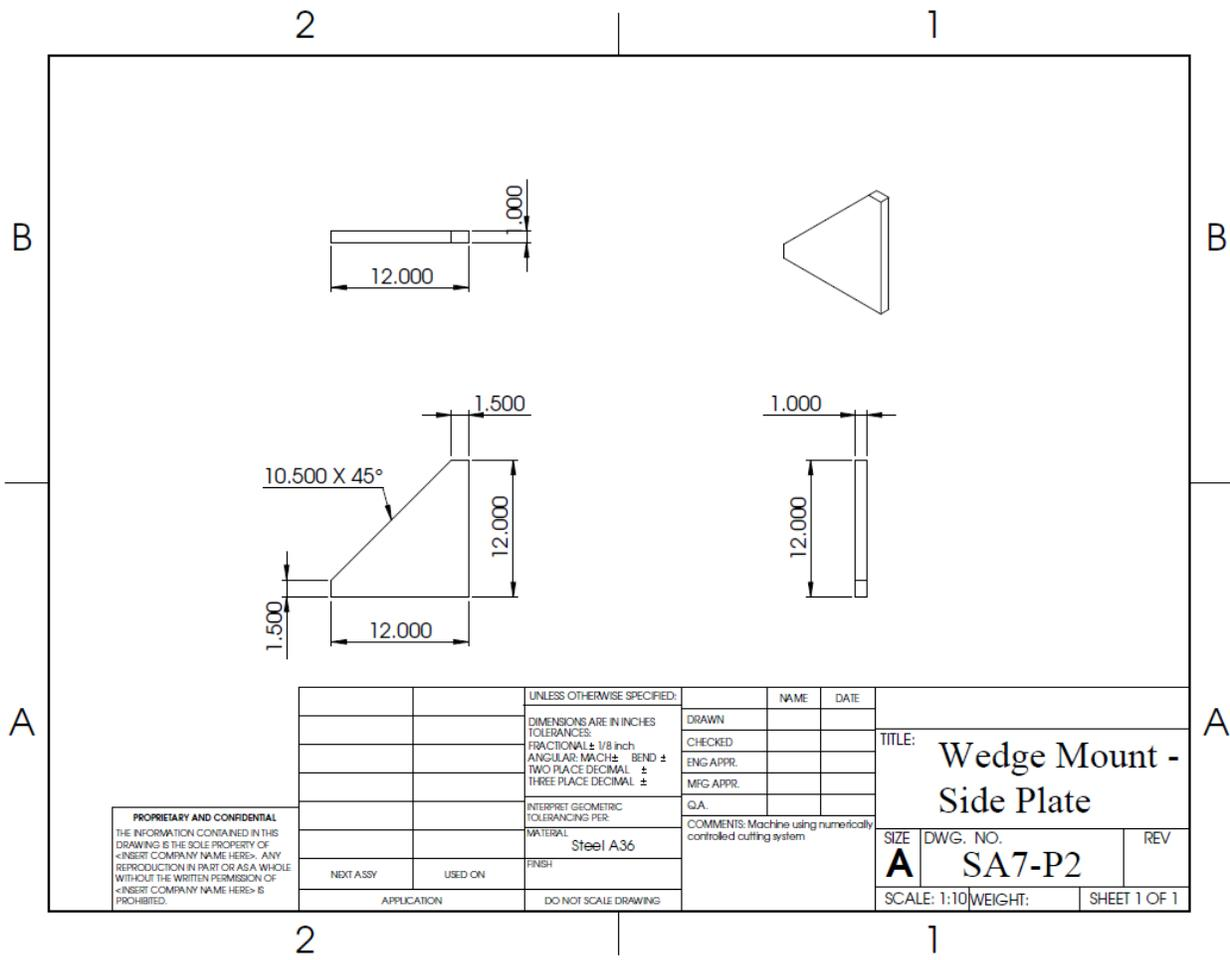 2
1
B
B
1.000
12.000
1.500
1.000
10.500 X 45°
12.000
12.000
1.500
12.000
A
A
UNLESS OTHERWISE SPECIFIED:
DIMENSIONS ARE IN INCHES
TOLERANCES:
FRACTIONAL ± 1/8 inch
ANGULAR: MACH± BEND ±
TWO PLACE DECIMAL ±
THREE PLACE DECIMAL ±
INTERPRET GEOMETRIC
TOLERANCING PER:
MATERIAL
Steel A36
FINISH
DO NOT SCALE DRAWING
NAME DATE
DRAWN
CHECKED
ENG APPR.
MFG APPR.
Q.A.
COMMENTS: Machine using numerically
controlled cutting system
TITLE:
Wedge Mount -
Side Plate
SIZE DWG. NO. REV
A SA7-P2
SCALE: 1:10 WEIGHT: SHEET 1 OF 1
PROPRIETARY AND CONFIDENTIAL
THE INFORMATION CONTAINED IN THIS
DRAWING IS THE SOLE PROPERTY OF
<INSERT COMPANY NAME HERE>. ANY
REPRODUCTION IN PART OR AS A WHOLE
WITHOUT THE WRITTEN PERMISSION OF
<INSERT COMPANY NAME HERE> IS
PROHIBITED.
NEXT ASSY USED ON
APPLICATION
2
1